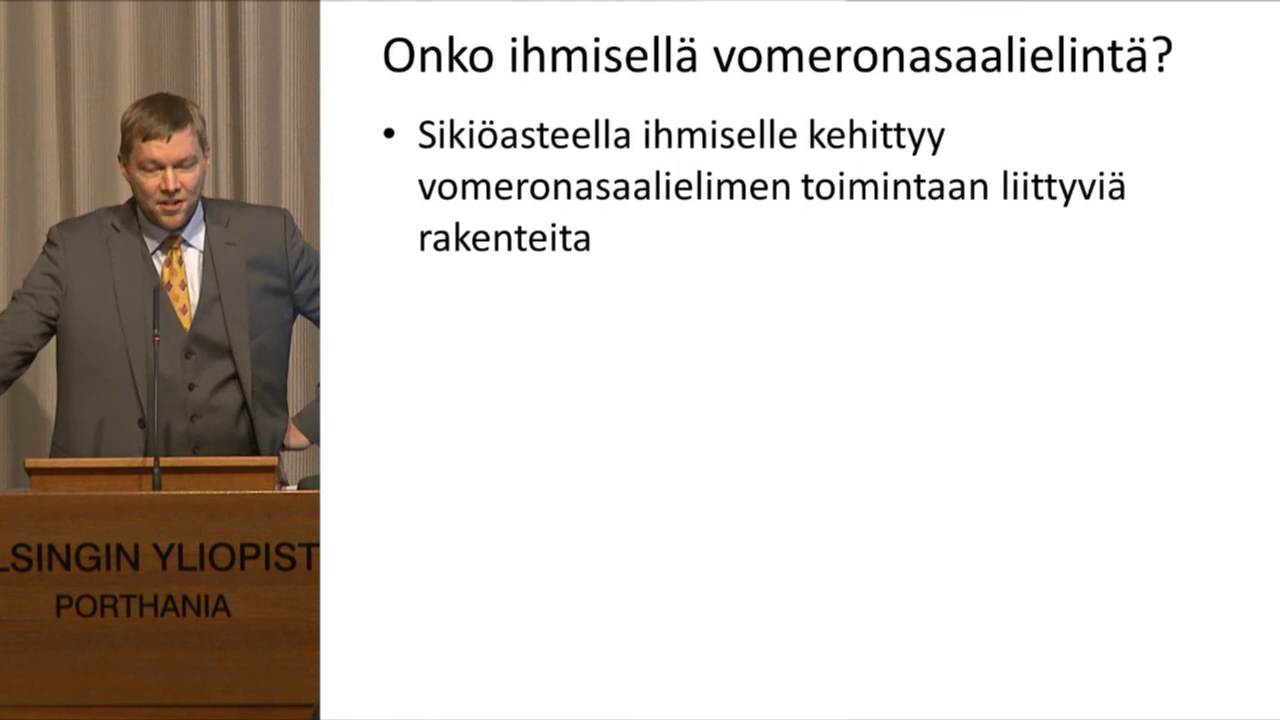 Onko ihmisellä vomeronasaalielintä?
• Sikiöasteella ihmiselle kehittyy
vomeronasaalielimen toimintaan liittyviä
rakenteita
LSINGIN YLIOPIST
PORTHANIA